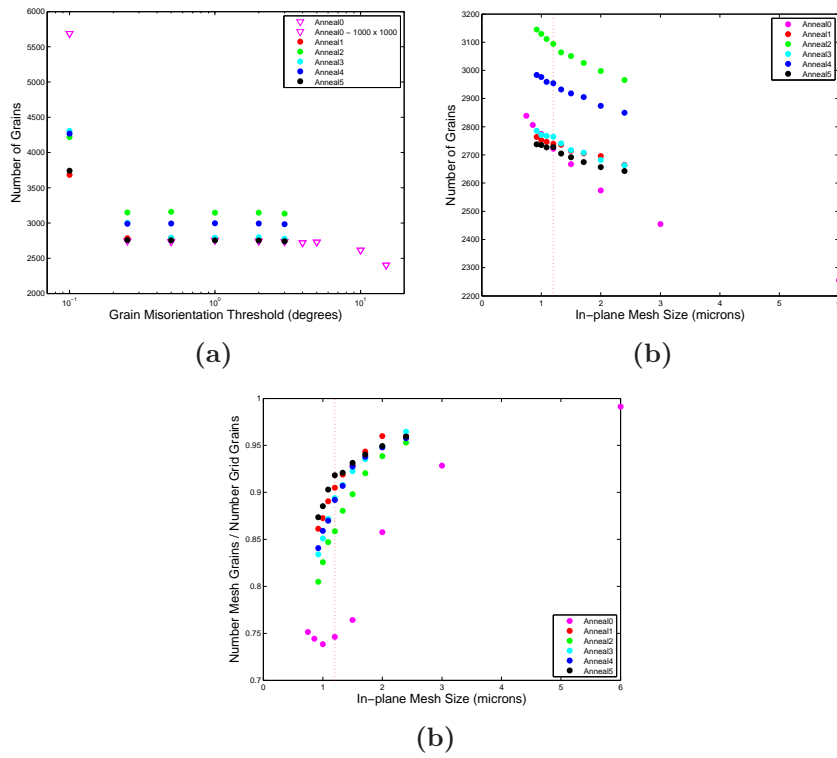 6000
5500
5000
4500
4000
3500
3000
2500
2000
Number of Grains
10⁻¹
10⁰
10¹
Grain Misorientation Threshold (degrees)
Anneal0
Anneal0 − 1000 x 1000
Anneal1
Anneal2
Anneal3
Anneal4
Anneal5
(a)
3200
3100
3000
2900
2800
2700
2600
2500
2400
2300
2200
Number of Grains
0 1 2 3 4 5 6
In−plane Mesh Size (microns)
Anneal0
Anneal1
Anneal2
Anneal3
Anneal4
Anneal5
(b)
1
0.95
0.9
0.85
0.8
0.75
0.7
Number Mesh Grains / Number Grid Grains
0 1 2 3 4 5 6
In−plane Mesh Size (microns)
Anneal0
Anneal1
Anneal2
Anneal3
Anneal4
Anneal5
(b)